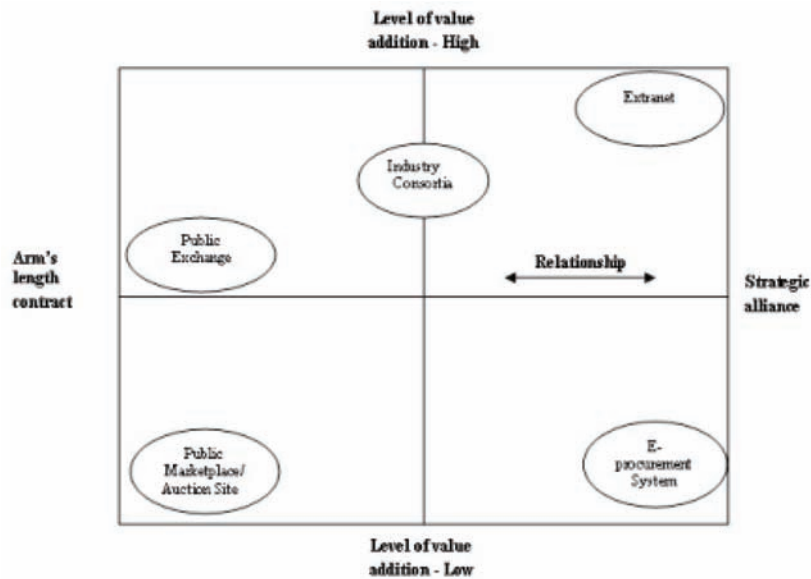 Level of value
addition - High
Extranet
Industry
Consortia
Public
Exchange
Arm's
length
contract
Relationship
Strategic
alliance
Public
Marketplace/
Auction Site
E-
procurement
System
Level of value
addition - Low